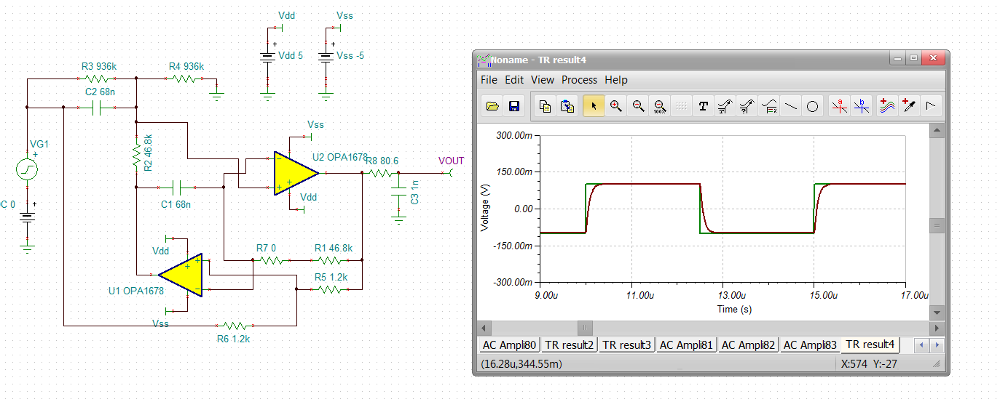 Vdd
Vss
+
+
Vdd 5
Vss -5
R3 936k
R4 936k
C2 68n
VG1
+
R2 46.8k
Vss
U2 OPA1678
R8 80.6
VOUT
C1 68n
Vdd
C3 1n
DC 0
+
Vdd
R7 0
R1 46.8k
R5 1.2k
U1 OPA1678
Vss
R6 1.2k
Noname - TR result4
File Edit View Process Help
100%
T
a
b
300.00m
150.00m
0.00
-150.00m
-300.00m
Voltage (V)
9.00u 11.00u 13.00u 15.00u 17.00u
Time (s)
AC Ampli80 TR result2 TR result3 AC Ampli81 AC Ampli82 AC Ampli83 TR result4
(16.28u,344.55m) X:574 Y:-27